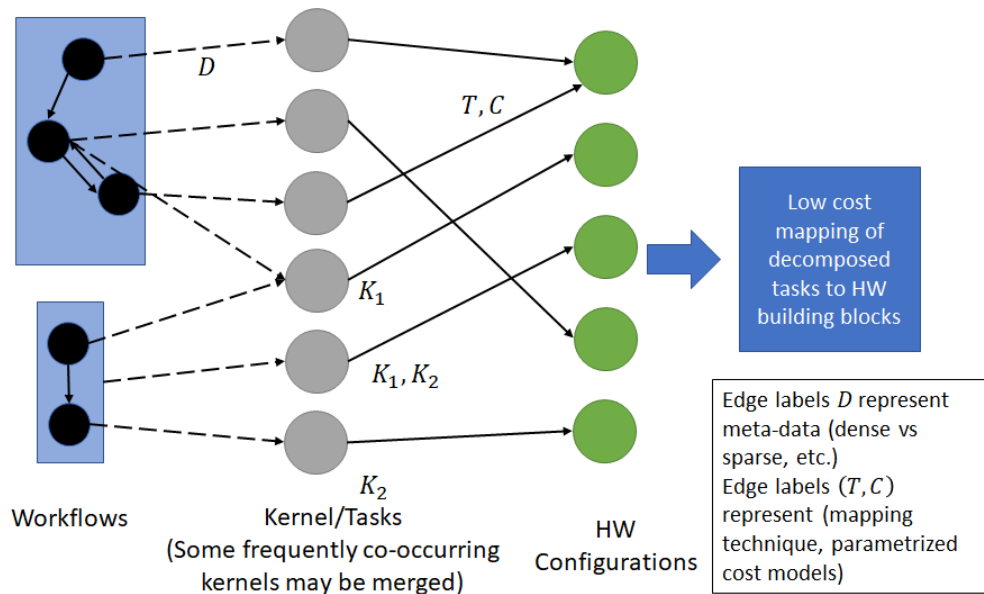 D
T, C
K₁
K₁, K₂
K₂
Workflows
Kernel/Tasks
(Some frequently co-occurring
kernels may be merged)
HW
Configurations
Low cost
mapping of
decomposed
tasks to HW
building blocks
Edge labels D represent
meta-data (dense vs
sparse, etc.)
Edge labels (T, C)
represent (mapping
technique, parametrized
cost models)